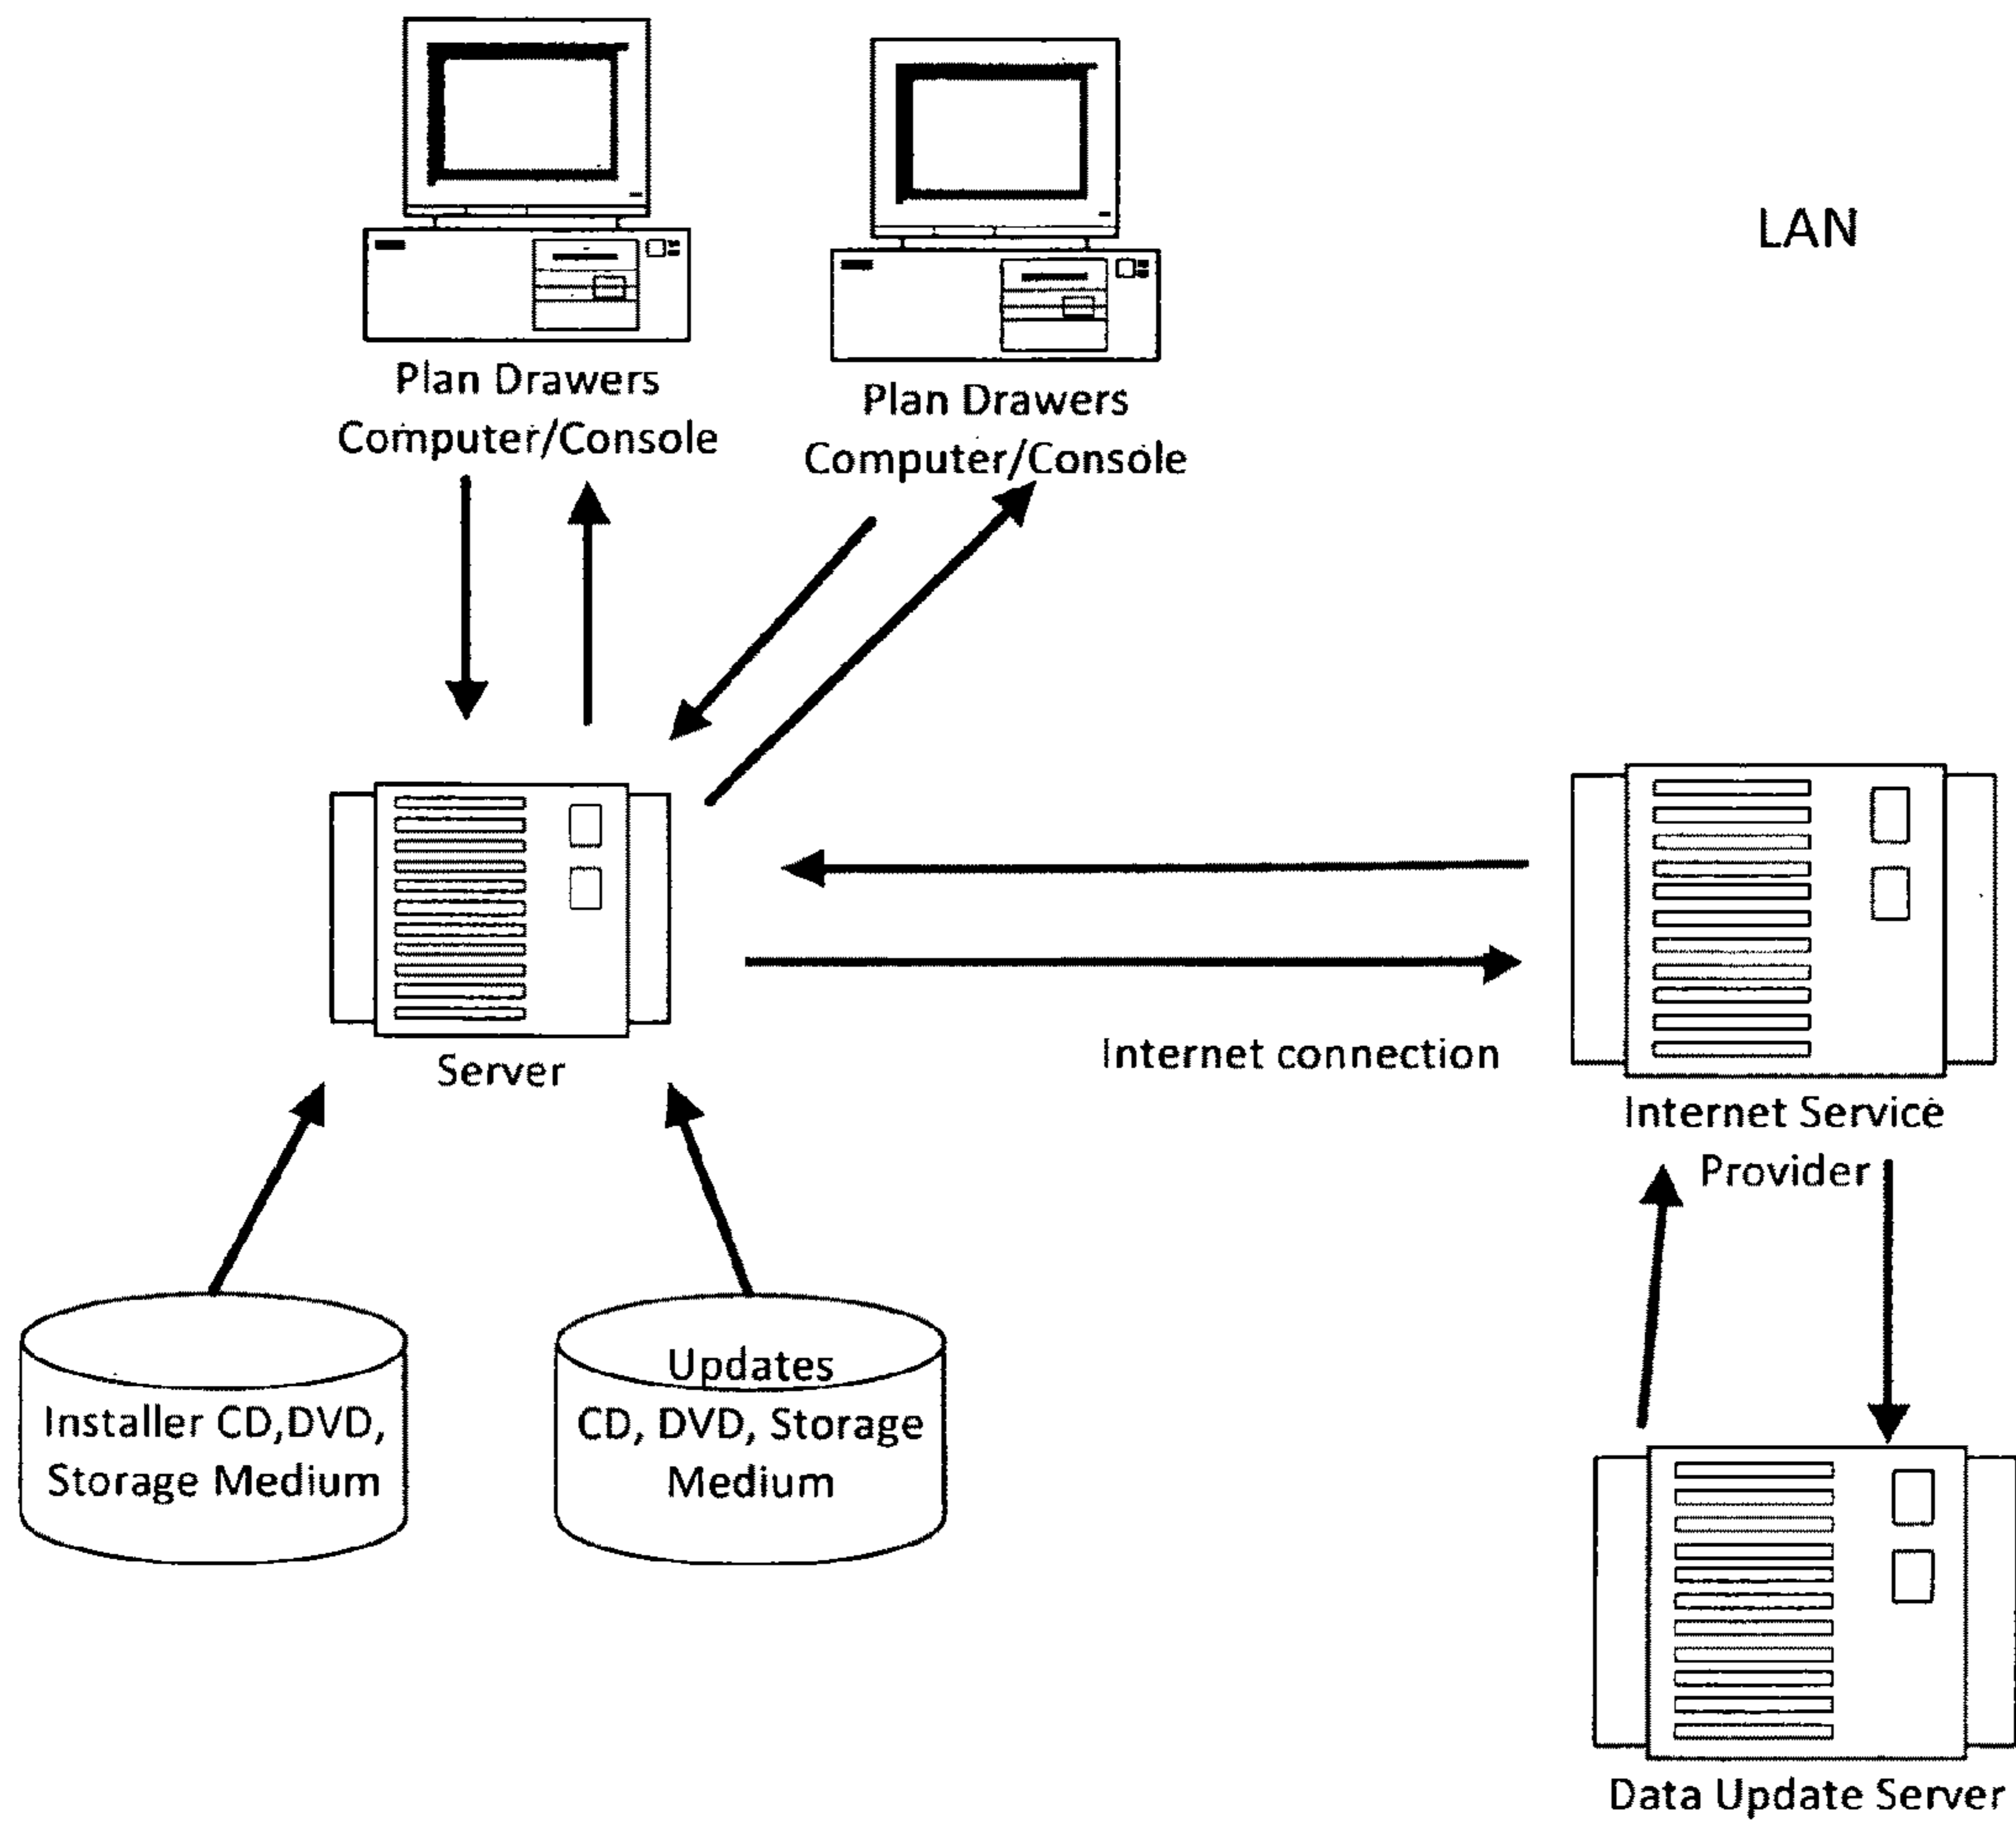 LAN
Plan Drawers
Computer/Console
Plan Drawers
Computer/Console
Server
Internet connection
Internet Service
Provider
Installer CD,DVD,
Storage Medium
Updates
CD, DVD, Storage
Medium
Data Update Server